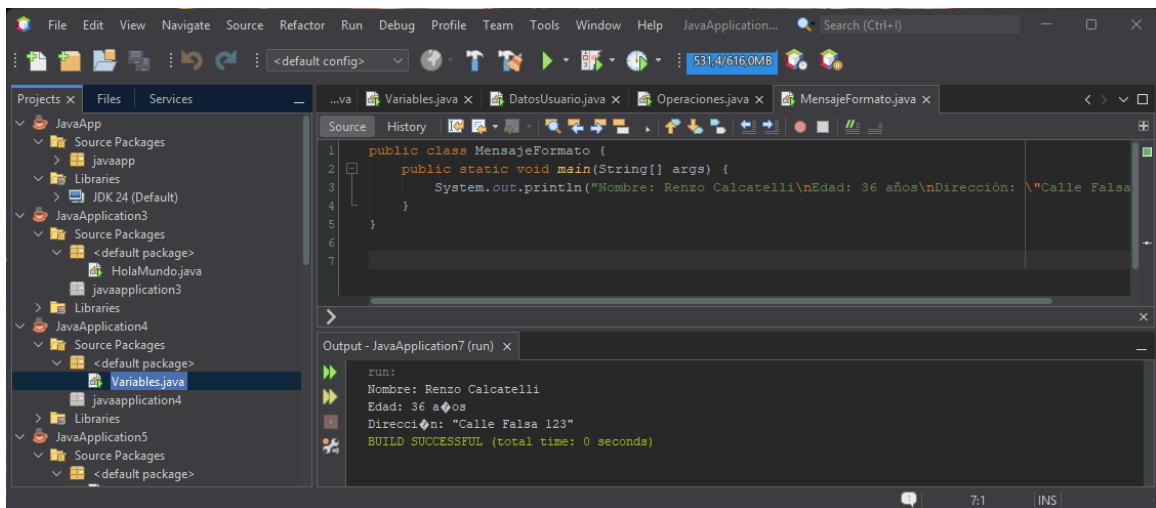 File Edit View Navigate Source Refactor Run Debug Profile Team Tools Window Help JavaApplication... Search (Ctrl+I)
<default config> 531,4/616,0MB
Projects Files Services
JavaApp
Source Packages
javaapp
Libraries
JDK 24 (Default)
JavaApplication3
Source Packages
<default package>
HolaMundo.java
javaapplication3
Libraries
JavaApplication4
Source Packages
<default package>
Variables.java
javaapplication4
Libraries
JavaApplication5
Source Packages
<default package>
...va Variables.java DatosUsuario.java Operaciones.java MensajeFormato.java
Source History
1 public class MensajeFormato {
2 public static void main(String[] args) {
3 System.out.println("Nombre: Renzo Calcatelli\nEdad: 36 años\nDirección: \"Calle Falsa
4 }
5 }
6
7
Output - JavaApplication7 (run)
run:
Nombre: Renzo Calcatelli
Edad: 36 a�os
Direcci�n: "Calle Falsa 123"
BUILD SUCCESSFUL (total time: 0 seconds)
7:1 INS